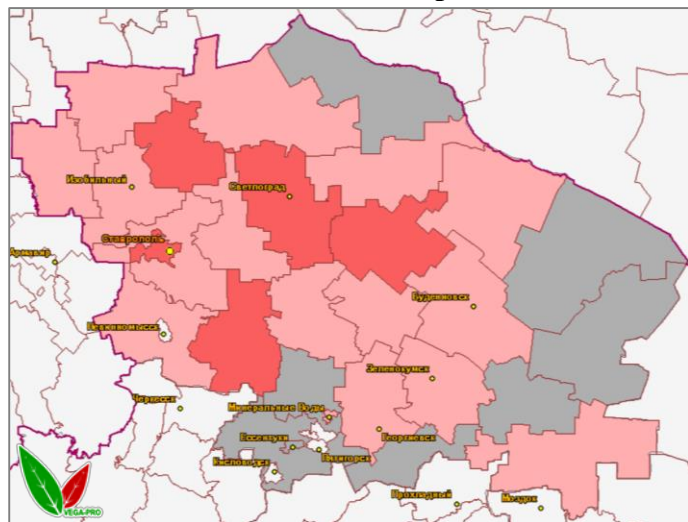 Изобильный
Светлоград
Ставрополь
Армавир
Буденновск
Невинномысск
Зеленокумск
Черкесск
Минеральные Воды
Георгиевск
Ессентуки
Пятигорск
Кисловодск
Прохладный
Моздок
VEGA-PRO